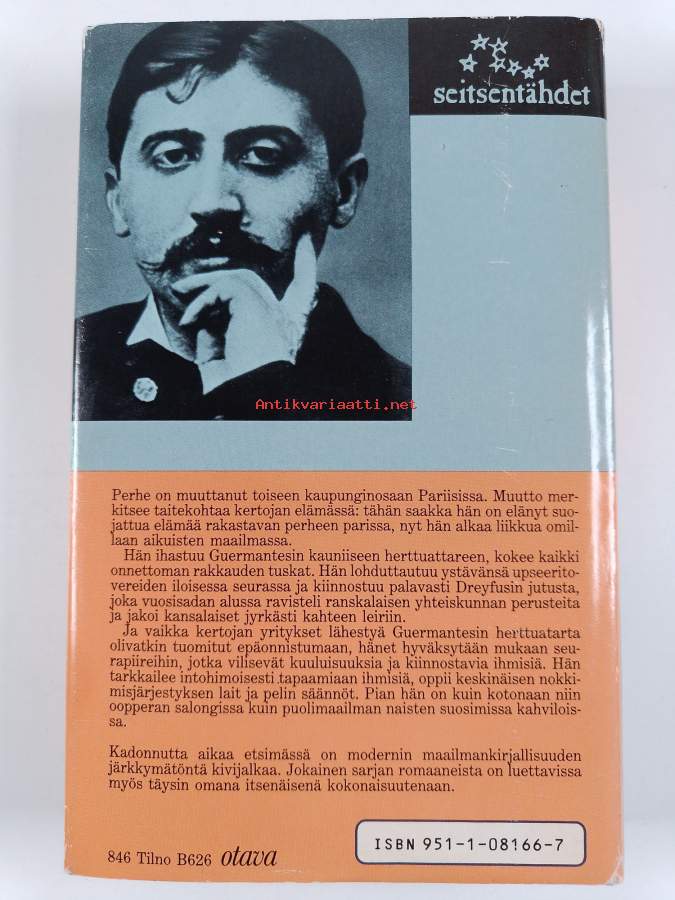 seitsentähdet
Antikvariaatti.net
Perhe on muuttanut toiseen kaupunginosaan Pariisissa. Muutto mer-
kitsee taitekohtaa kertojan elämässä: tähän saakka hän on elänyt suo-
jattua elämää rakastavan perheen parissa, nyt hän alkaa liikkua omil-
laan aikuisten maailmassa.
Hän ihastuu Guermantesin kauniiseen herttuattareen, kokee kaikki
onnettoman rakkauden tuskat. Hän lohduttautuu ystävänsä upseerito-
vereiden iloisessa seurassa ja kiinnostuu palavasti Dreyfusin jutusta,
joka vuosisadan alussa ravisteli ranskalaisen yhteiskunnan perusteita
ja jakoi kansalaiset jyrkästi kahteen leiriin.
Ja vaikka kertojan yritykset lähestyä Guermantesin herttuatarta
olivatkin tuomitut epäonnistumaan, hänet hyväksytään mukaan seu-
rapiireihin, jotka vilisevät kuuluisuuksia ja kiinnostavia ihmisiä. Hän
tarkkailee intohimoisesti tapaamiaan ihmisiä, oppii keskinäisen nokki-
misjärjestyksen lait ja pelin säännöt. Pian hän on kuin kotonaan niin
oopperan salongissa kuin puolimaailman naisten suosimissa kahvilois-
sa.
Kadonnutta aikaa etsimässä on modernin maailmankirjallisuuden
järkkymätöntä kivijalkaa. Jokainen sarjan romaaneista on luettavissa
myös täysin omana itsenäisenä kokonaisuutenaan.
846 Tilno B626 otava
ISBN 951-1-08166-7